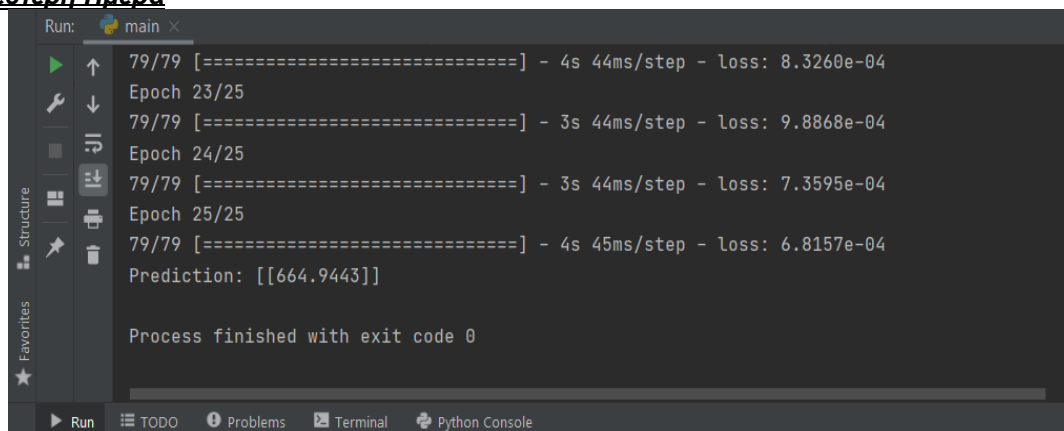 Run:
main
79/79 [==============================] - 4s 44ms/step - loss: 8.3260e-04
Epoch 23/25
79/79 [==============================] - 3s 44ms/step - loss: 9.8868e-04
Epoch 24/25
79/79 [==============================] - 3s 44ms/step - loss: 7.3595e-04
Epoch 25/25
79/79 [==============================] - 4s 45ms/step - loss: 6.8157e-04
Prediction: [[664.9443]]
Process finished with exit code 0
Structure
Favorites
Run TODO Problems Terminal Python Console